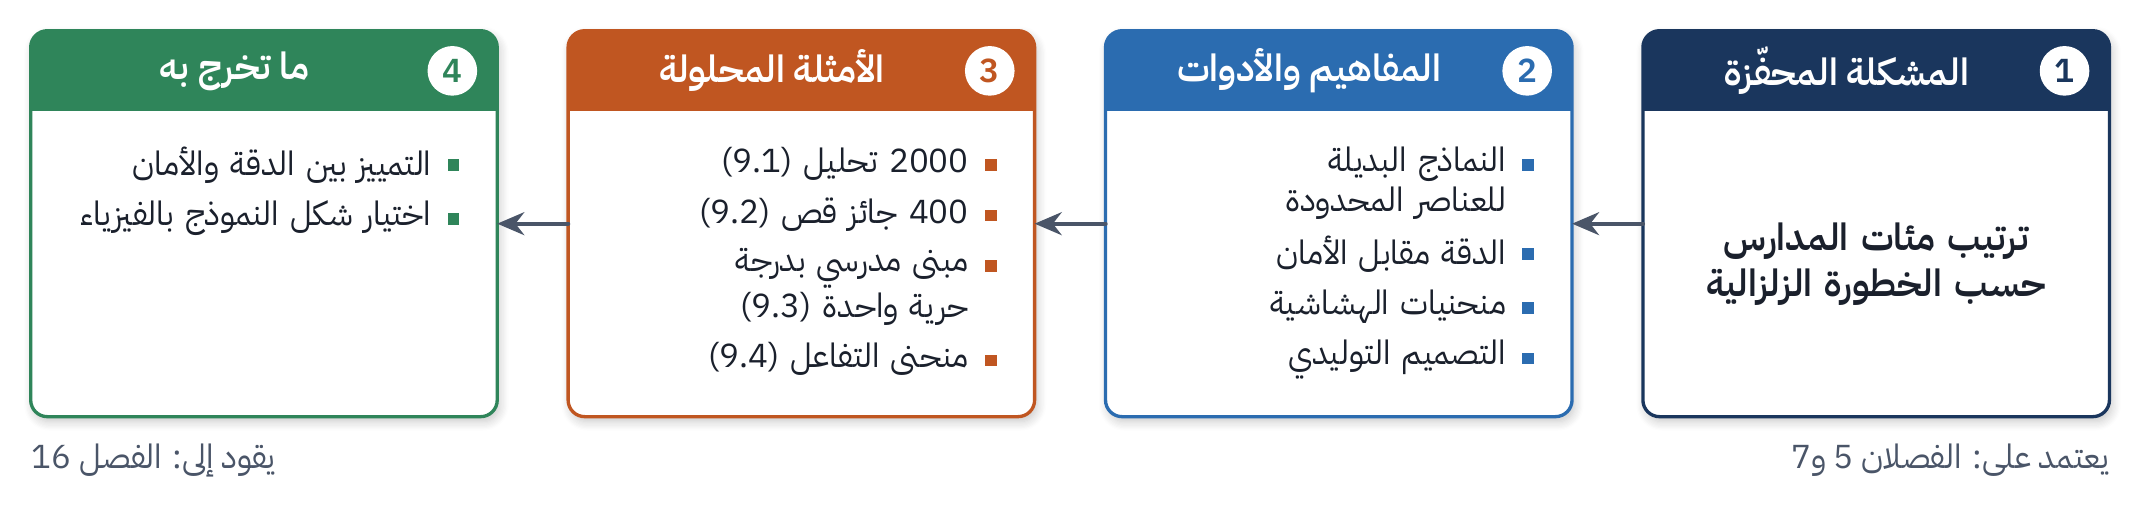 1
المشكلة المحفّزة
ترتيب مئات المدارس
حسب الخطورة الزلزالية
2
المفاهيم والأدوات
النماذج البديلة
للعناصر المحدودة
الدقة مقابل الأمان
منحنيات الهشاشية
التصميم التوليدي
3
الأمثلة المحلولة
2000 تحليل (9.1)
400 جائز قص (9.2)
مبنى مدرسي بدرجة
حرية واحدة (9.3)
منحنى التفاعل (9.4)
4
ما تخرج به
التمييز بين الدقة والأمان
اختيار شكل النموذج بالفيزياء
يعتمد على: الفصلان 5 و7
يقود إلى: الفصل 16